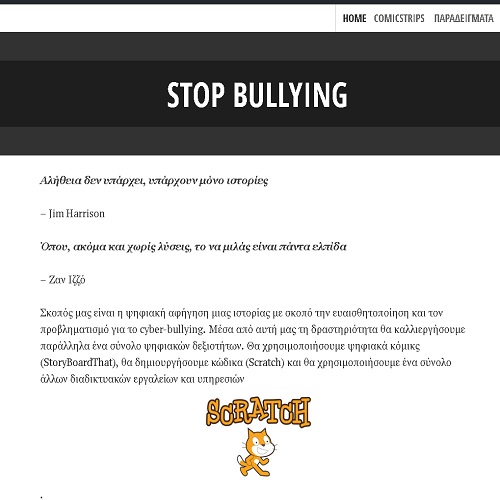 HOME COMICSTRIPS ΠΑΡΑΔΕΙΓΜΑΤΑ
STOP BULLYING
Αλήθεια δεν υπάρχει, υπάρχουν μόνο ιστορίες
– Jim Harrison
Όπου, ακόμα και χωρίς λύσεις, το να μιλάς είναι πάντα ελπίδα
– Ζαν Ιζζό
Σκοπός μας είναι η ψηφιακή αφήγηση μιας ιστορίας με σκοπό την ευαισθητοποίηση και τον
προβληματισμό για το cyber-bullying. Μέσα από αυτή μας τη δραστηριότητα θα καλλιεργήσουμε
παράλληλα ένα σύνολο ψηφιακών δεξιοτήτων. Θα χρησιμοποιήσουμε ψηφιακά κόμικς
(StoryBoardThat), θα δημιουργήσουμε κώδικα (Scratch) και θα χρησιμοποιήσουμε ένα σύνολο
άλλων διαδικτυακών εργαλείων και υπηρεσιών
SCRATCH
.